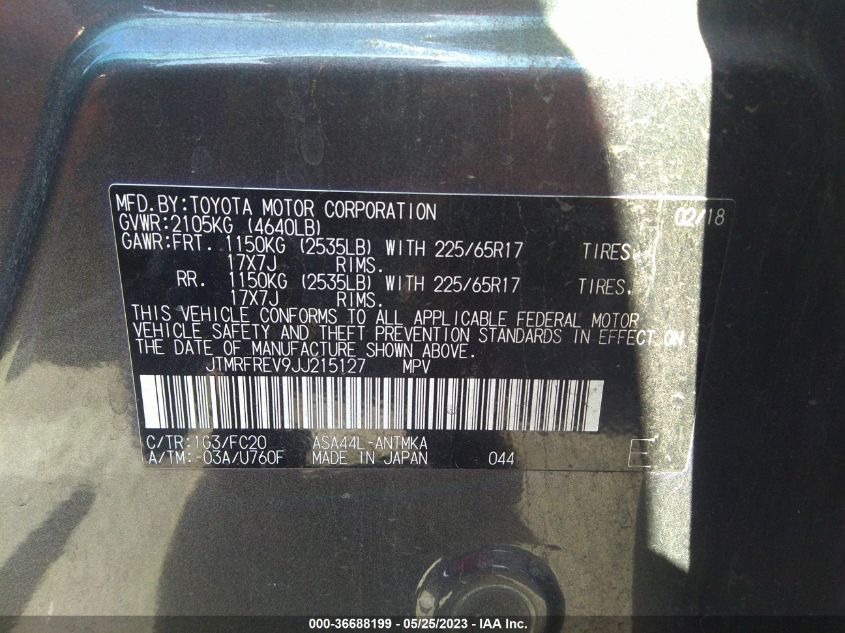 MFD.BY:TOYOTA MOTOR CORPORATION 02/18
GVWR:2105KG (4640LB)
GAWR:FRT. 1150KG (2535LB) WITH 225/65R17 TIRES.
17X7J RIMS.
RR. 1150KG (2535LB) WITH 225/65R17 TIRES.
17X7J RIMS.
THIS VEHICLE CONFORMS TO ALL APPLICABLE FEDERAL MOTOR
VEHICLE SAFETY AND THEFT PREVENTION STANDARDS IN EFFECT ON
THE DATE OF MANUFACTURE SHOWN ABOVE.
JTMRFREV9JJ215127 MPV
C/TR:1G3/FC20 ASA44L-ANTMKA
A/TM:-03A/U760F MADE IN JAPAN 044 E
000-36688199 - 05/25/2023 - IAA Inc.